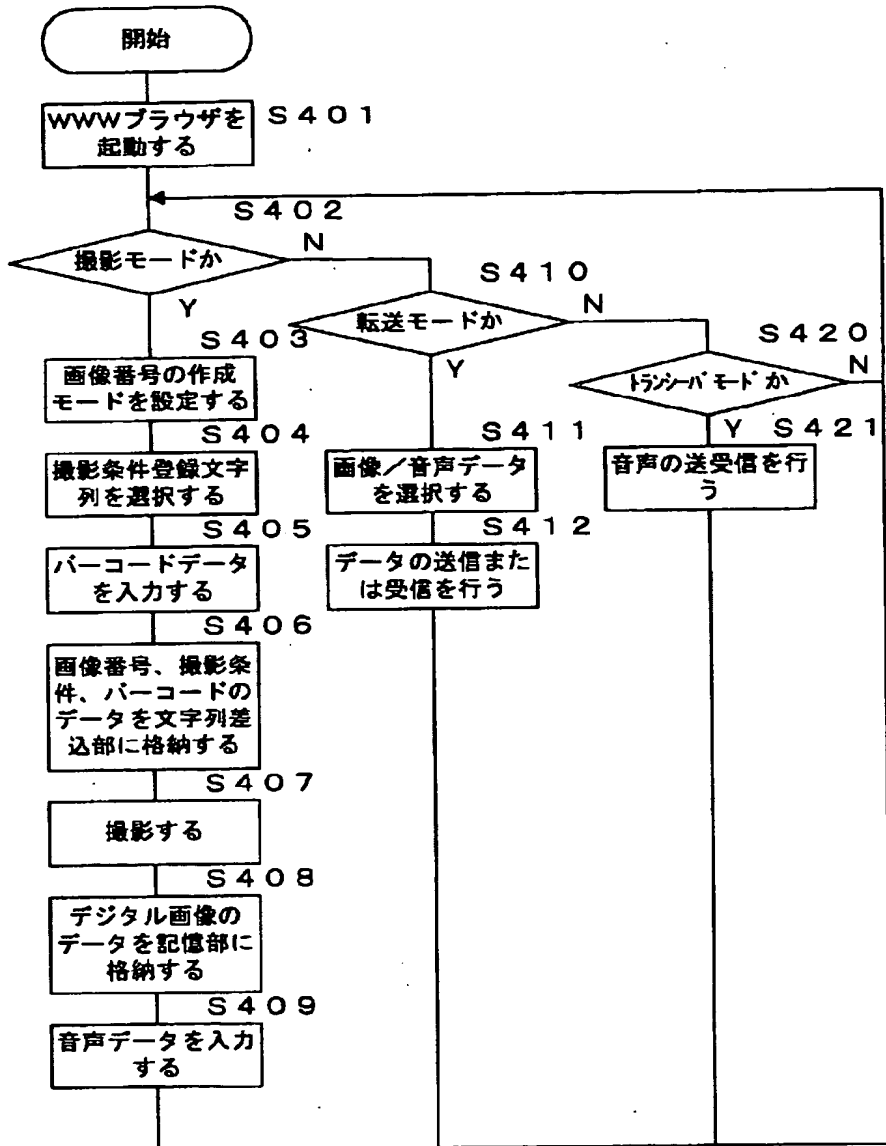 開始
WWWブラウザを
起動する
S401
S402
撮影モードか
N
Y
S410
転送モードか
N
Y
S420
トランシーバモードか
N
Y
S403
画像番号の作成
モードを設定する
S404
撮影条件登録文字
列を選択する
S405
バーコードデータ
を入力する
S406
画像番号、撮影条
件、バーコードの
データを文字列差
込部に格納する
S407
撮影する
S408
デジタル画像の
データを記憶部に
格納する
S409
音声データを入力
する
S411
画像／音声データ
を選択する
S412
データの送信また
は受信を行う
S421
音声の送受信を行
う